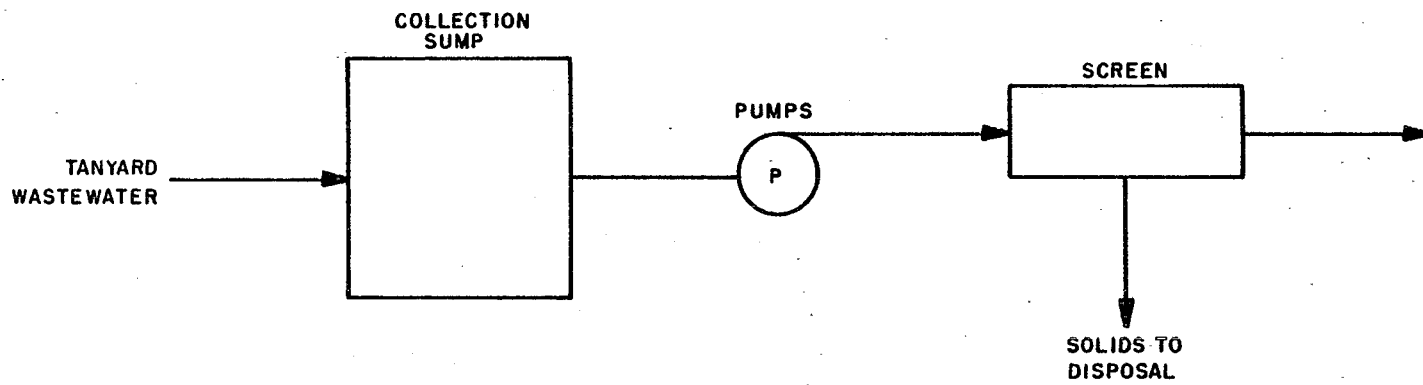 COLLECTION
SUMP
SCREEN
PUMPS
P
TANYARD
WASTEWATER
SOLIDS TO
DISPOSAL